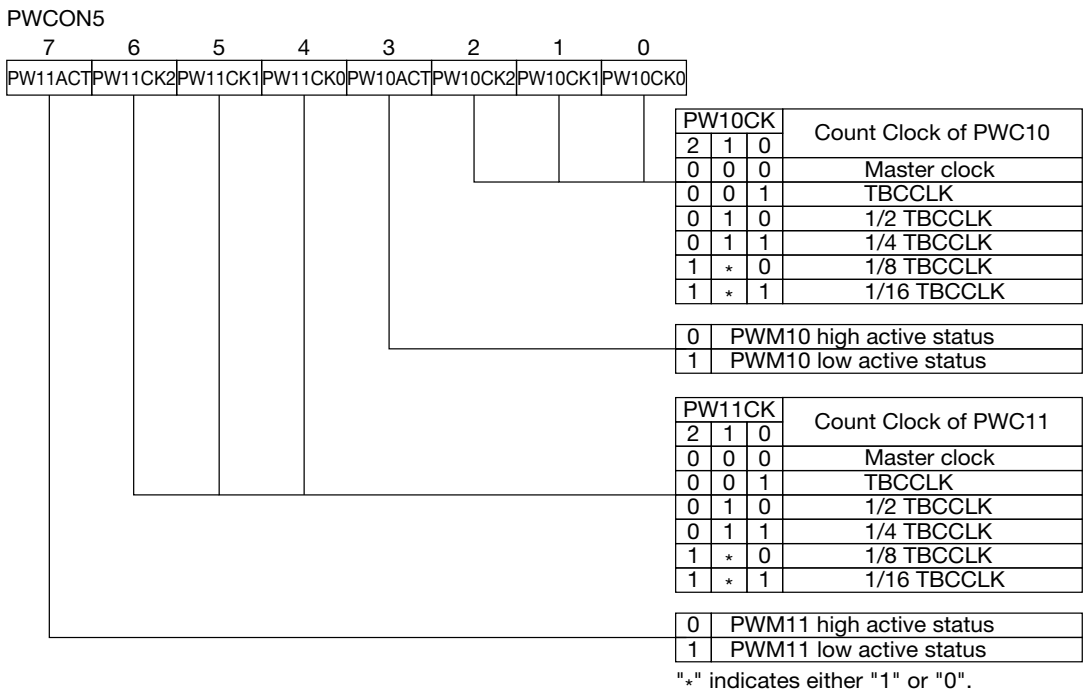 PWCON5
7 6 5 4 3 2 1 0
PW11ACT PW11CK2 PW11CK1 PW11CK0 PW10ACT PW10CK2 PW10CK1 PW10CK0
PW10CK Count Clock of PWC10
2 1 0
0 0 0 Master clock
0 0 1 TBCCLK
0 1 0 1/2 TBCCLK
0 1 1 1/4 TBCCLK
1 * 0 1/8 TBCCLK
1 * 1 1/16 TBCCLK
0 PWM10 high active status
1 PWM10 low active status
PW11CK Count Clock of PWC11
2 1 0
0 0 0 Master clock
0 0 1 TBCCLK
0 1 0 1/2 TBCCLK
0 1 1 1/4 TBCCLK
1 * 0 1/8 TBCCLK
1 * 1 1/16 TBCCLK
0 PWM11 high active status
1 PWM11 low active status
"*" indicates either "1" or "0".